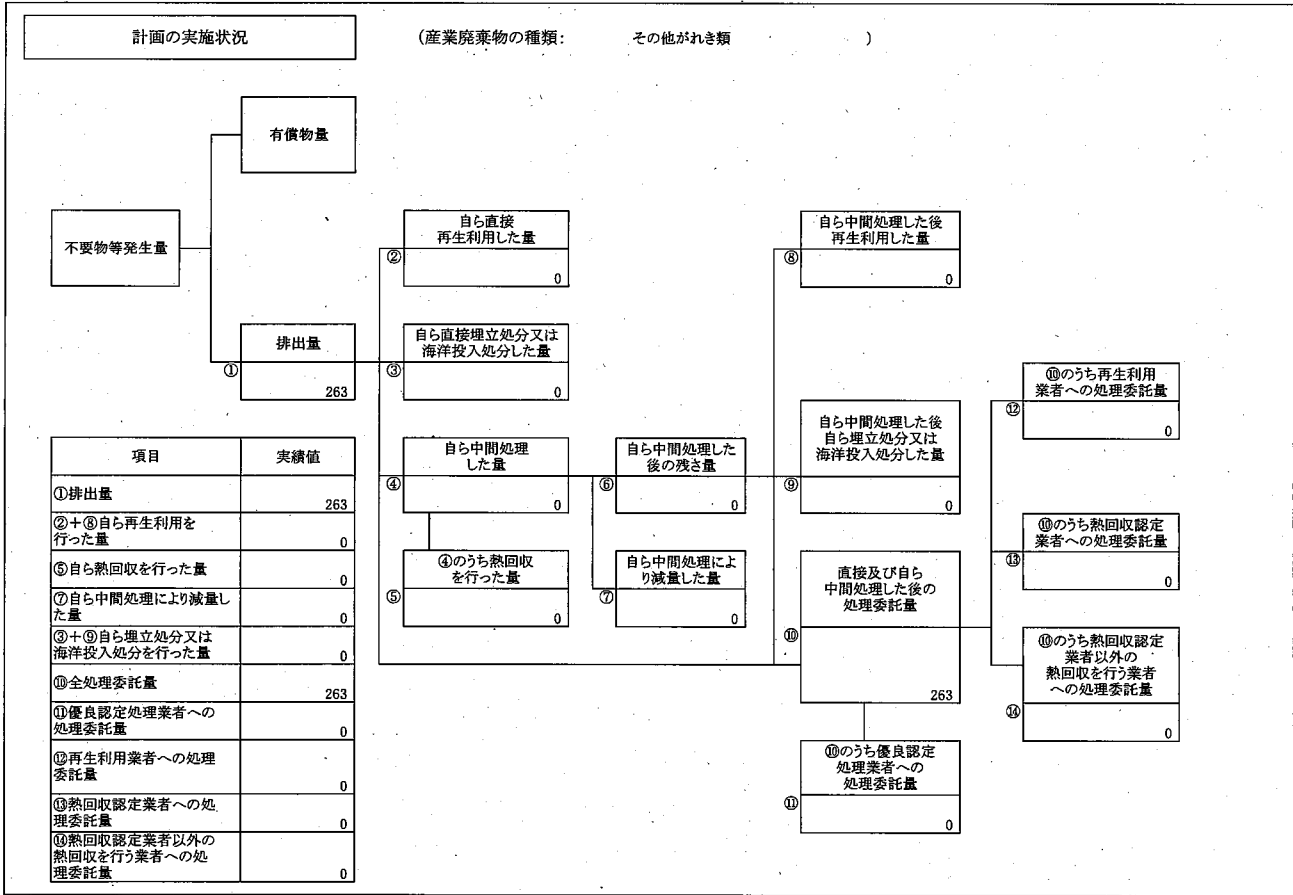 計画の実施状況
(産業廃棄物の種類： その他がれき類 )
有償物量
不要物等発生量
自ら直接
再生利用した量
②
0
自ら中間処理した後
再生利用した量
⑧
0
排出量
①
263
自ら直接埋立処分又は
海洋投入処分した量
③
0
⑩のうち再生利用
業者への処理委託量
⑫
0
自ら中間処理
した量
④
0
自ら中間処理した
後の残さ量
⑥
0
自ら中間処理した後
自ら埋立処分又は
海洋投入処分した量
⑨
0
④のうち熱回収
を行った量
⑤
0
自ら中間処理によ
り減量した量
⑦
0
直接及び自ら
中間処理した後の
処理委託量
⑩
263
⑩のうち熱回収認定
業者への処理委託量
⑬
0
⑩のうち熱回収認定
業者以外の
熱回収を行う業者
への処理委託量
⑭
0
⑩のうち優良認定
処理業者への
処理委託量
⑪
0
項目 実績値
①排出量
263
②＋⑧自ら再生利用を
行った量 0
⑤自ら熱回収を行った量
0
⑦自ら中間処理により減量し
た量 0
③＋⑨自ら埋立処分又は
海洋投入処分を行った量 0
⑩全処理委託量
263
⑪優良認定処理業者への
処理委託量 0
⑫再生利用業者への処理
委託量
0
⑬熱回収認定業者への処
理委託量 0
⑭熱回収認定業者以外の
熱回収を行う業者への処
理委託量 0